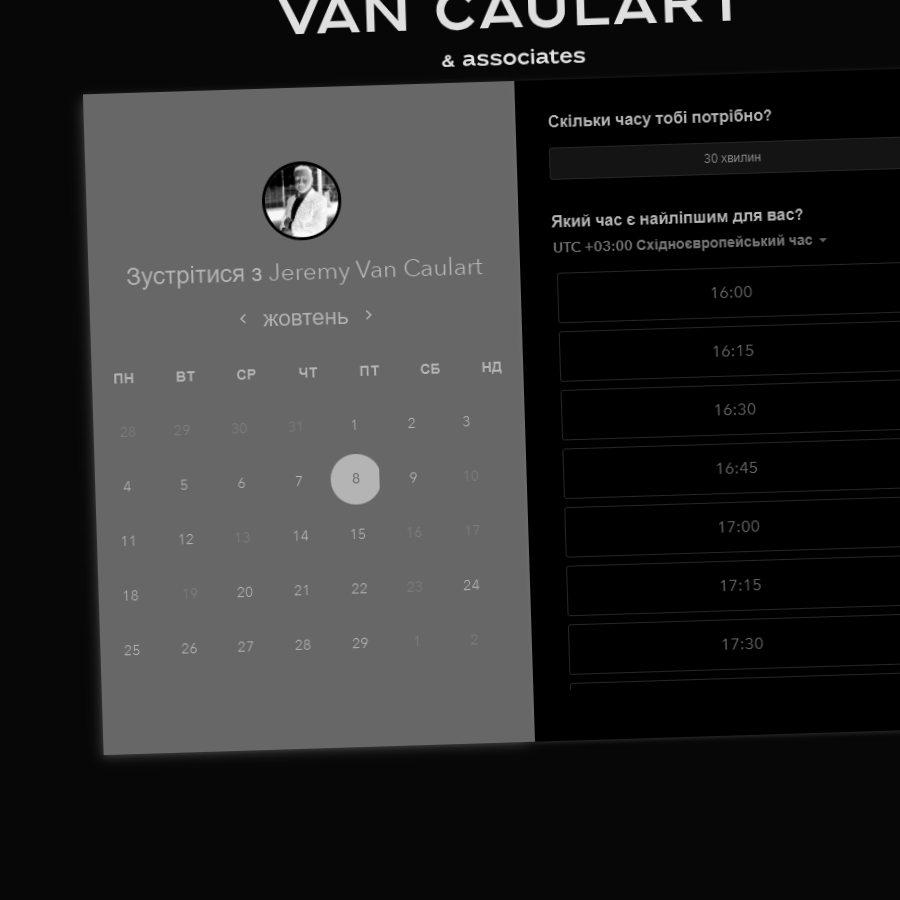 VAN CAULART
& associates
Зустрітися з Jeremy Van Caulart
жовтень
ПН ВТ СР ЧТ ПТ СБ НД
28 29 30 31 1 2 3
4 5 6 7 8 9 10
11 12 13 14 15 16 17
18 19 20 21 22 23 24
25 26 27 28 29 1 2
Скільки часу тобі потрібно?
30 хвилин
Який час є найліпшим для вас?
UTC +03:00 Східноєвропейський час
16:00
16:15
16:30
16:45
17:00
17:15
17:30